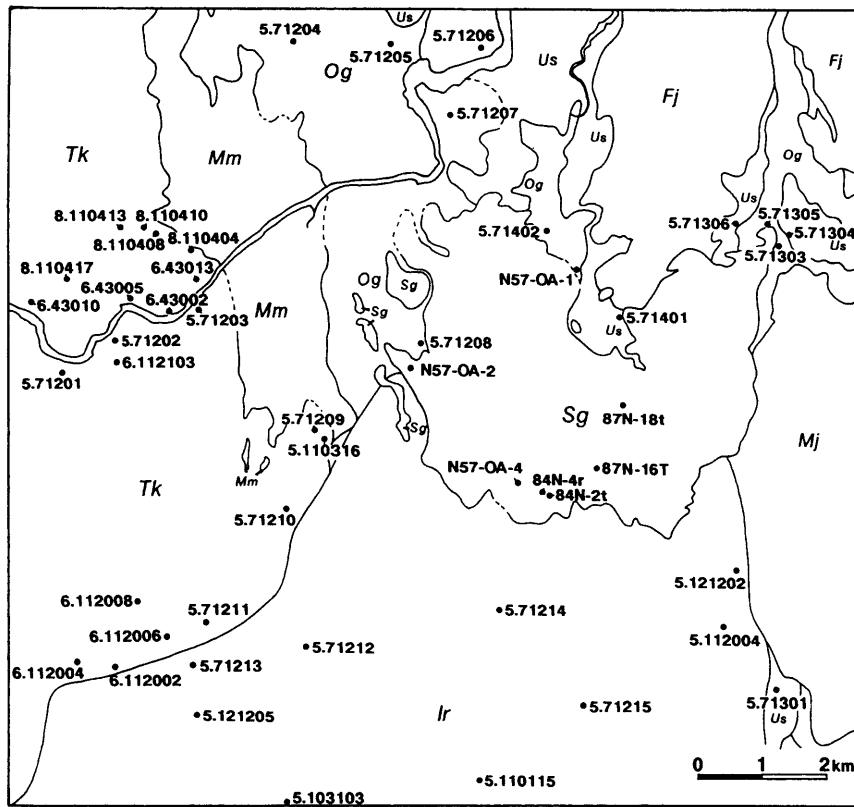 Us
5.71204
5.71205
5.71206
Og
Us
Fj
Fj
Us
5.71207
Us
Tk
Mm
Og
Og
Us
8.110413
8.110410
8.110408
8.110404
5.71402
5.71306
5.71305
5.71304
Us
5.71303
8.110417
6.43005
6.43013
Og
Sg
N57-OA-1
6.43010
6.43002
5.71203
Mm
Sg
Us
5.71401
5.71202
6.112103
5.71208
5.71201
N57-OA-2
87N-18t
5.71209
Sg
Sg
5.110316
Mj
Mm
N57-OA-4
87N-16T
84N-4r
84N-2t
Tk
5.71210
5.121202
6.112008
5.71211
5.71214
5.112004
6.112006
5.71212
6.112004
6.112002
5.71213
5.71301
Us
5.121205
Ir
5.71215
0 1 2km
5.110115
5.103103